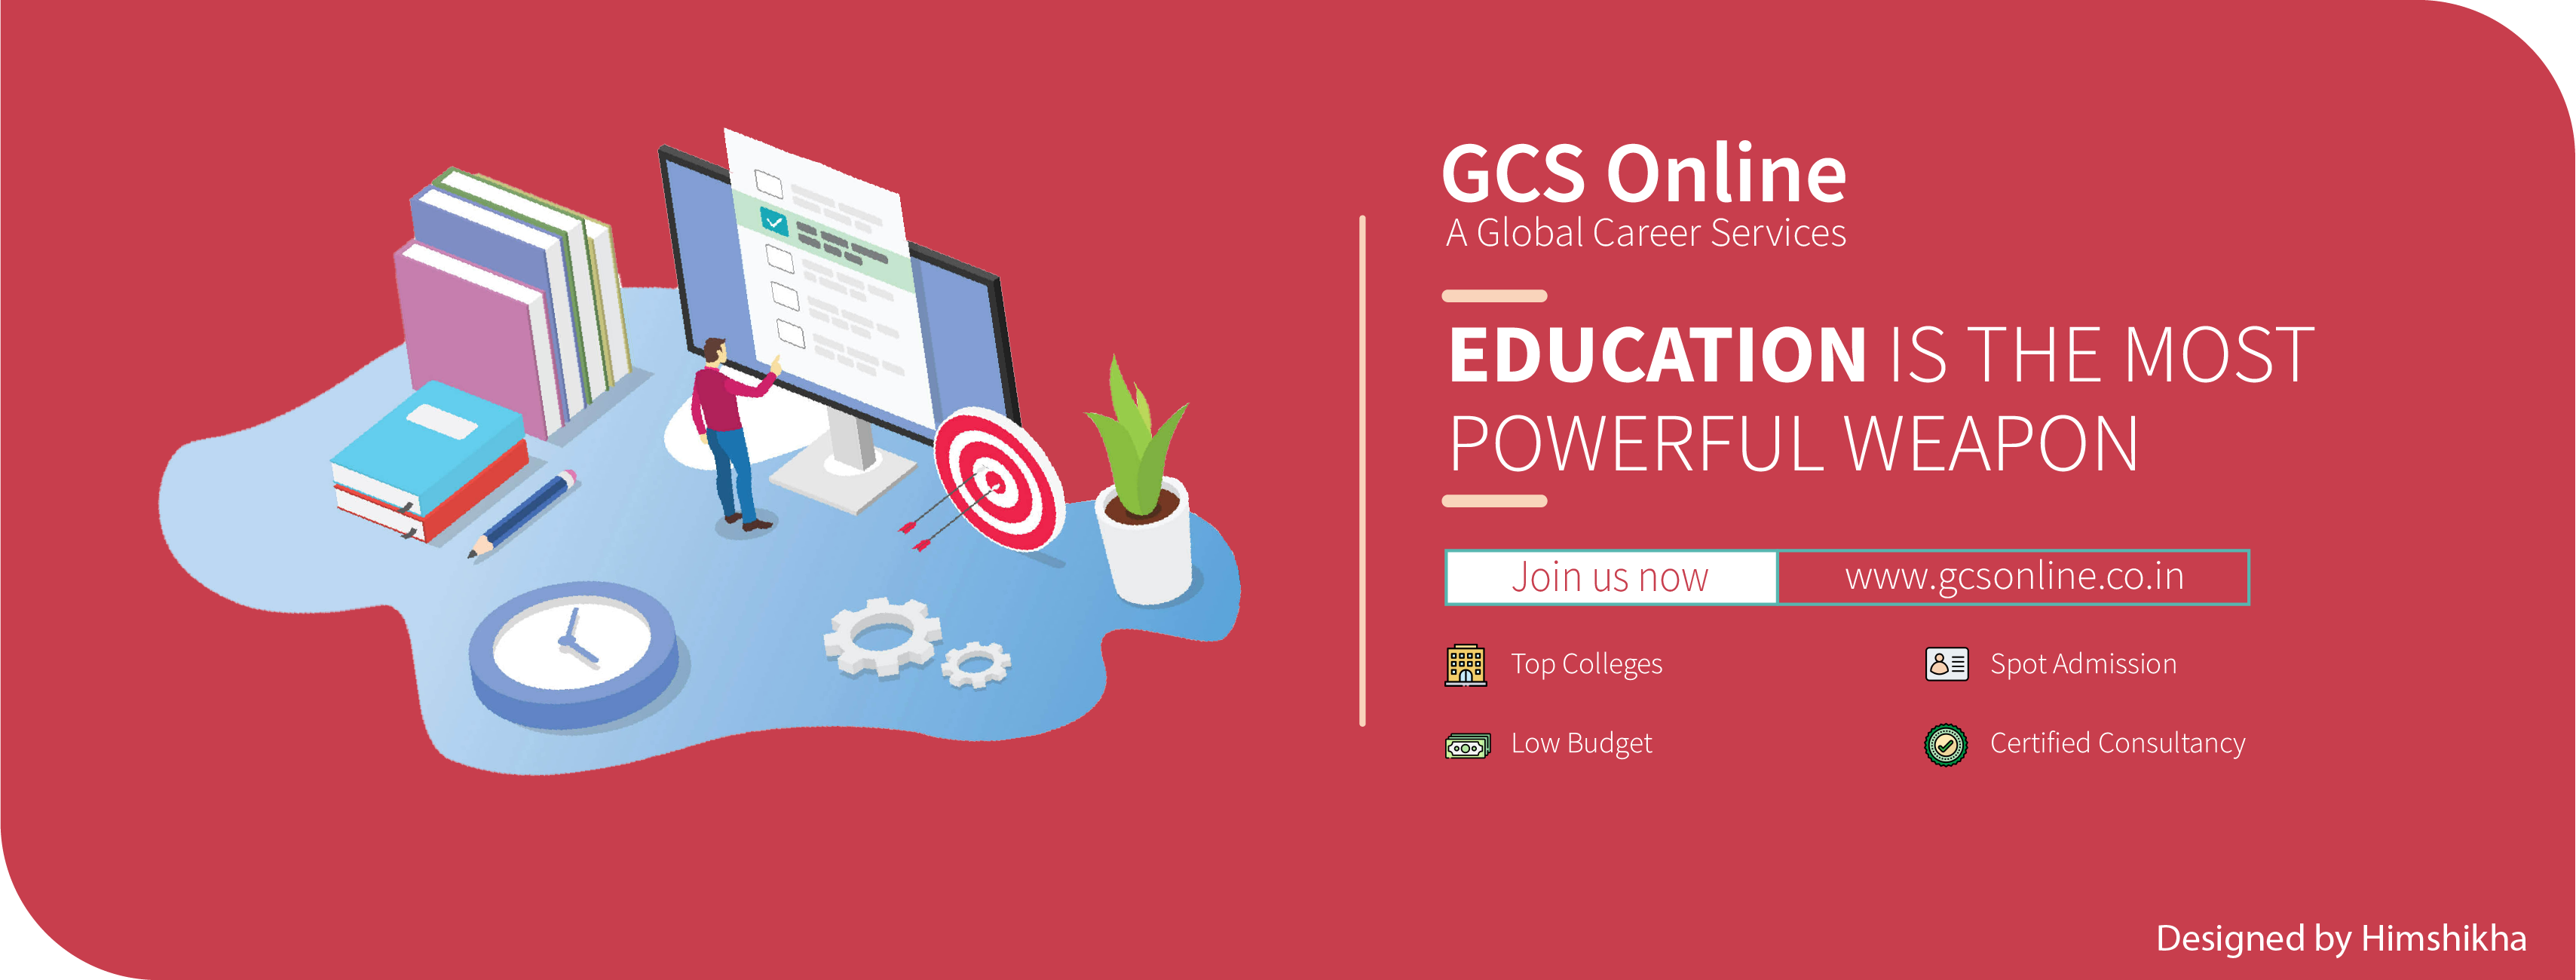 GCS Online
A Global Career Services
EDUCATION IS THE MOST
POWERFUL WEAPON
Join us now
www.gcsonline.co.in
Top Colleges
Spot Admission
Low Budget
Certified Consultancy
Designed by Himshikha